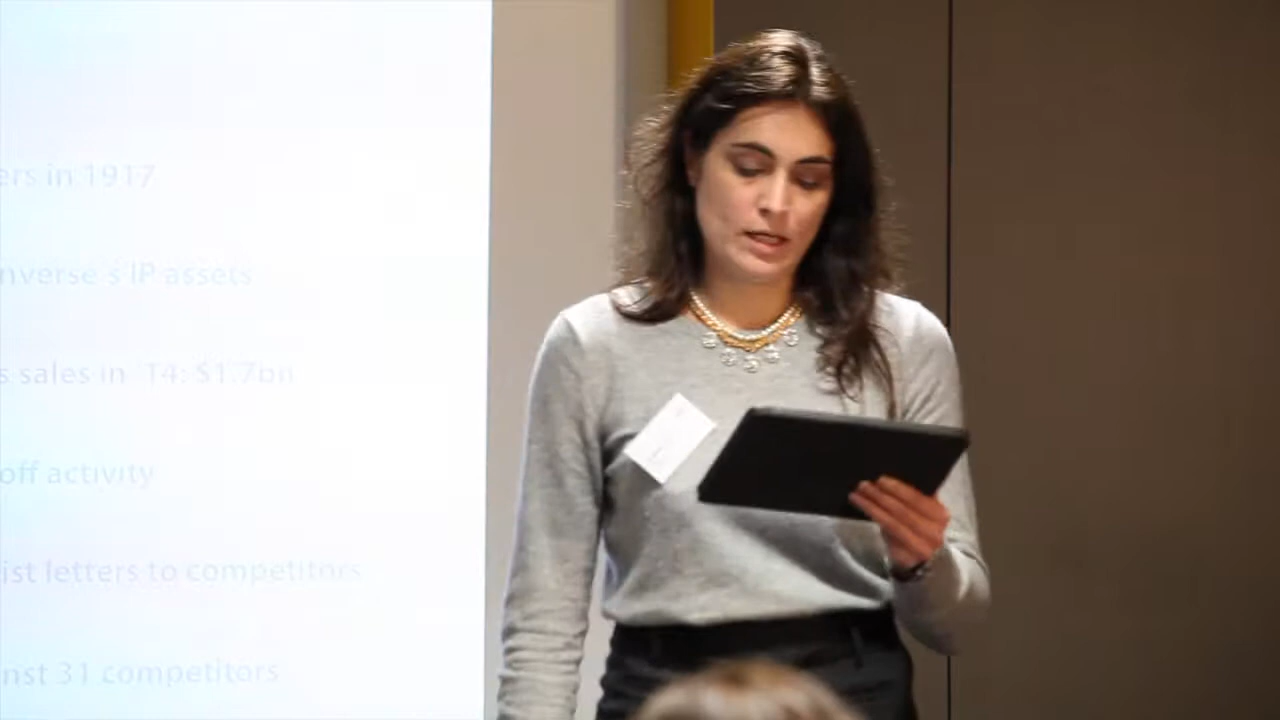 ers in 1917
nverse's IP assets
s sales in 'T4: $1.7bn
off activity
ist letters to competitors
nst 31 competitors